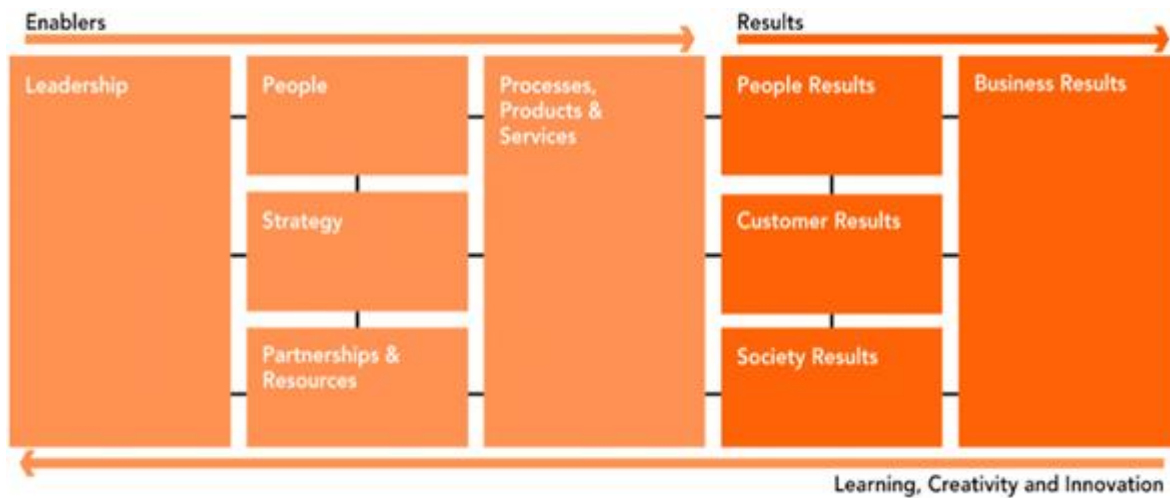 Enablers
Results
Leadership
People
Processes,
Products &
Services
People Results
Business Results
Strategy
Customer Results
Partnerships &
Resources
Society Results
Learning, Creativity and Innovation